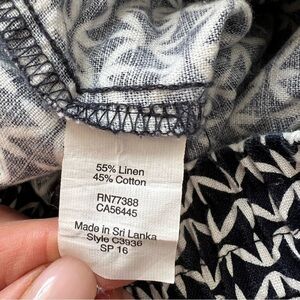 55% Linen
45% Cotton
RN77388
CA56445
Made in Sri Lanka
Style C3936
SP 16